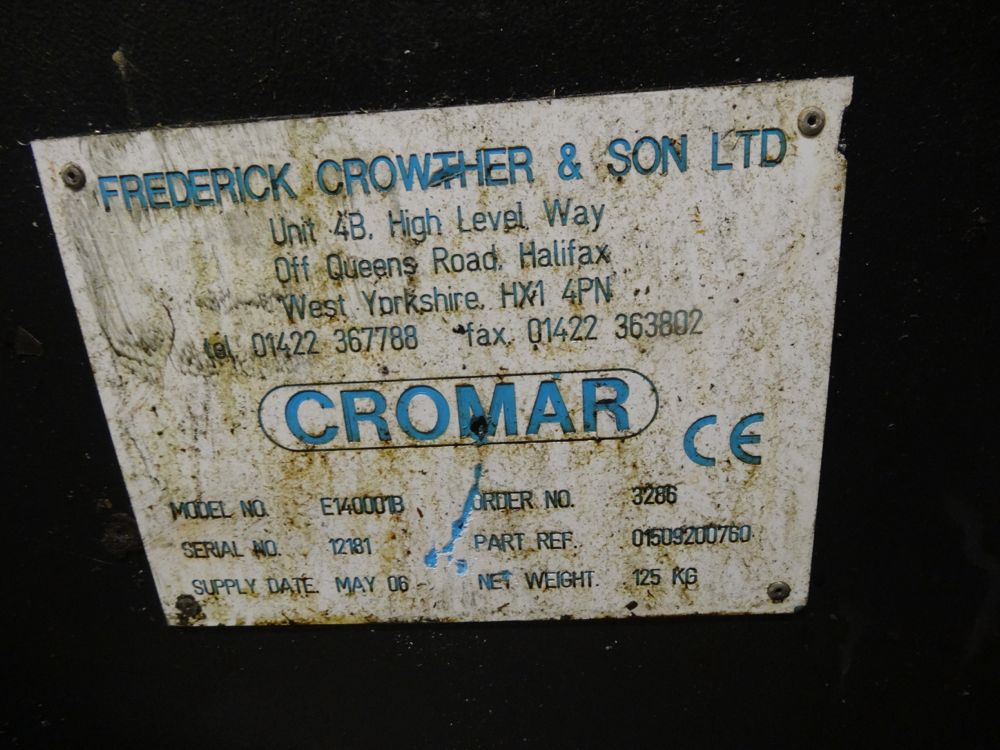 FREDERICK CROWTHER & SON LTD
Unit 4B, High Level Way
Off Queens Road, Halifax
West Yorkshire, HX1 4PN
tel. 01422 367788 fax. 01422 363802
CROMAR
CE
MODEL NO. E140001B ORDER NO. 3286
SERIAL NO. 12181 PART REF. 01509200760
SUPPLY DATE. MAY 06 NET WEIGHT. 125 KG